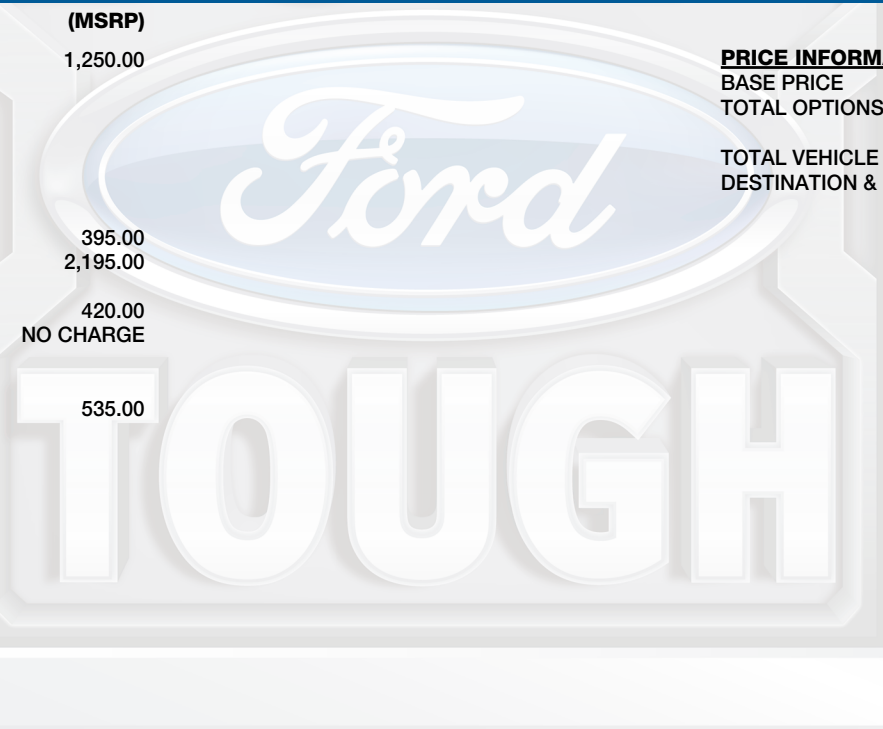 (MSRP)
1,250.00
395.00
2,195.00
420.00
NO CHARGE
535.00
PRICE INFORMA
BASE PRICE
TOTAL OPTIONS
TOTAL VEHICLE
DESTINATION &
Ford
TOUGH